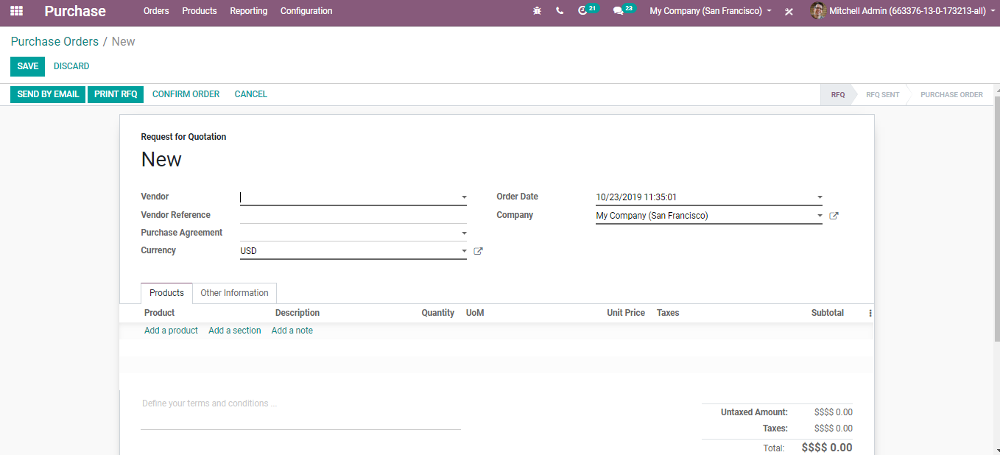 Purchase Orders Products Reporting Configuration 21 23 My Company (San Francisco) Mitchell Admin (663376-13-0-173213-all)
Purchase Orders / New
SAVE DISCARD
SEND BY EMAIL PRINT RFQ CONFIRM ORDER CANCEL RFQ RFQ SENT PURCHASE ORDER
Request for Quotation
New
Vendor Order Date 10/23/2019 11:35:01
Vendor Reference Company My Company (San Francisco)
Purchase Agreement
Currency USD
Products Other Information
Product Description Quantity UoM Unit Price Taxes Subtotal
Add a product Add a section Add a note
Define your terms and conditions ...
Untaxed Amount: $$$$ 0.00
Taxes: $$$$ 0.00
Total: $$$$ 0.00